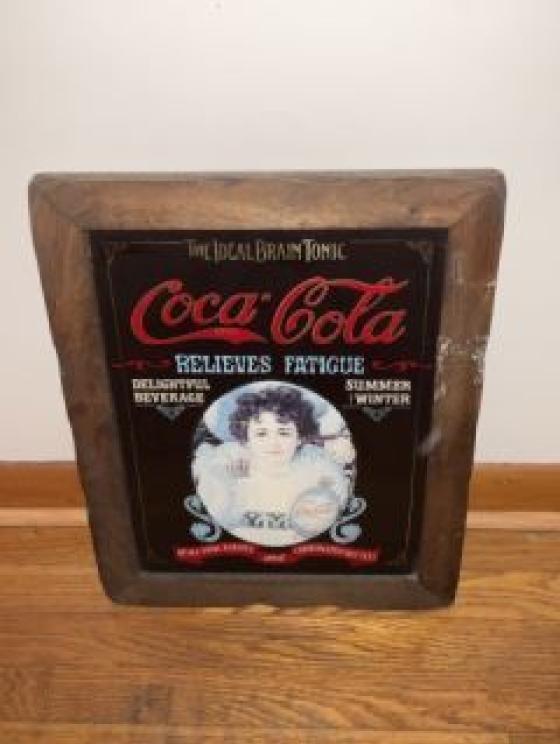 THE IDEAL BRAIN TONIC
Coca-Cola
RELIEVES FATIGUE
DELIGHTFUL BEVERAGE
SUMMER WINTER